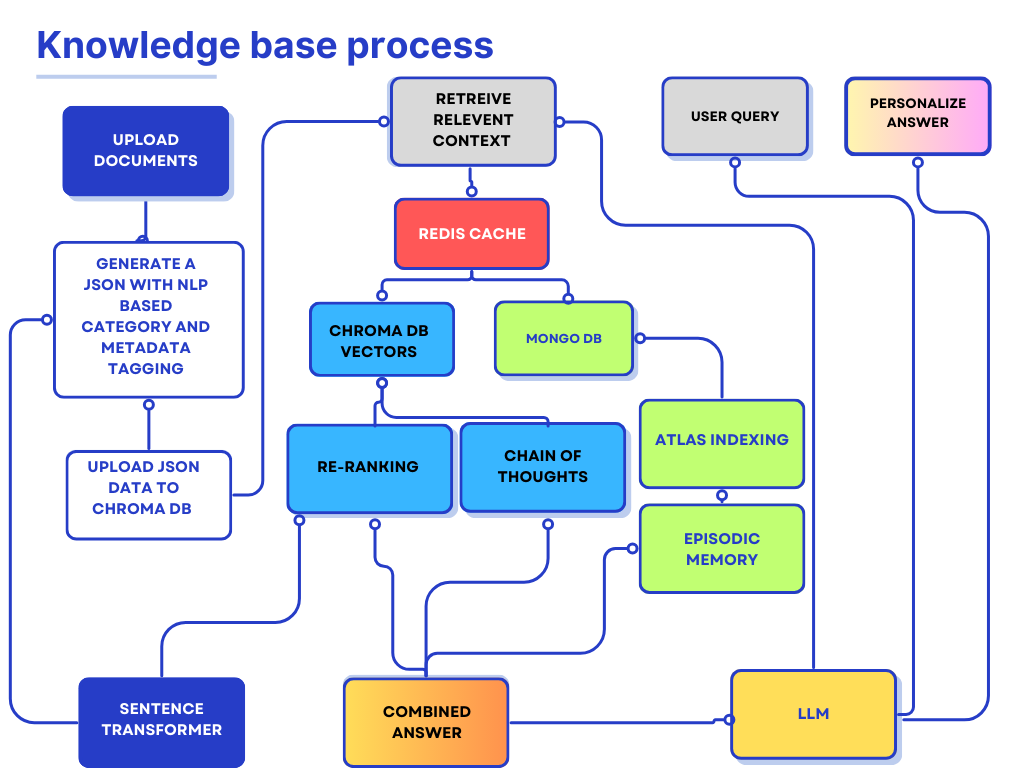 Knowledge base process
UPLOAD
DOCUMENTS
RETREIVE
RELEVENT
CONTEXT
USER QUERY
PERSONALIZE
ANSWER
REDIS CACHE
GENERATE A
JSON WITH NLP
BASED
CATEGORY AND
METADATA
TAGGING
CHROMA DB
VECTORS
MONGO DB
UPLOAD JSON
DATA TO
CHROMA DB
RE-RANKING
CHAIN OF
THOUGHTS
ATLAS INDEXING
EPISODIC
MEMORY
SENTENCE
TRANSFORMER
COMBINED
ANSWER
LLM